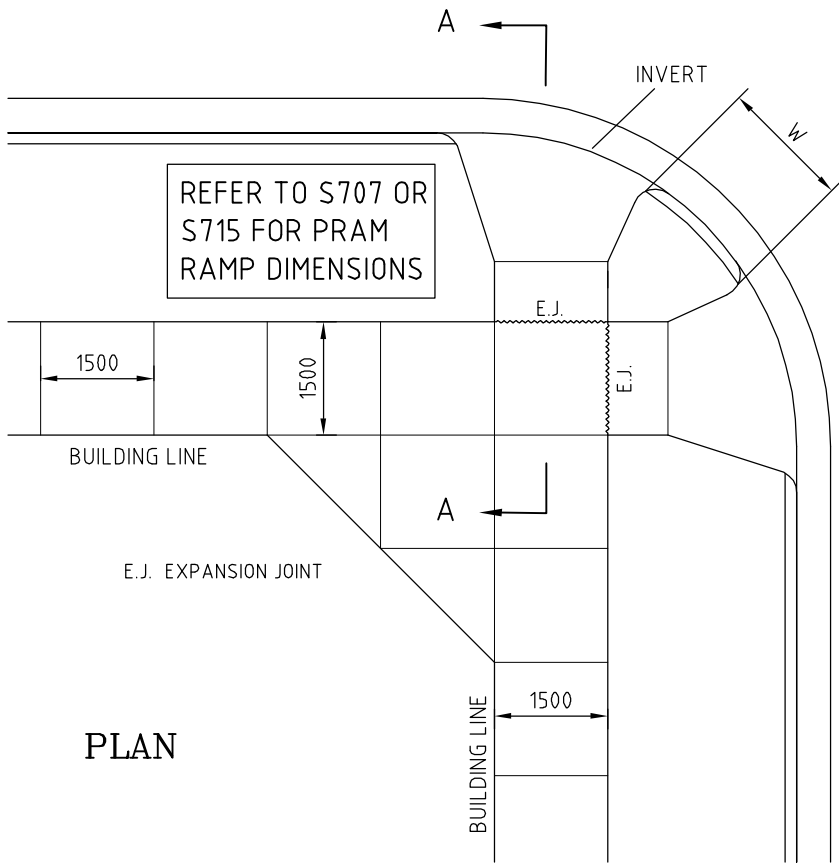 A
INVERT
W
REFER TO S707 OR
S715 FOR PRAM
RAMP DIMENSIONS
E.J.
1500
1500
E.J.
BUILDING LINE
A
E.J. EXPANSION JOINT
1500
BUILDING LINE
PLAN